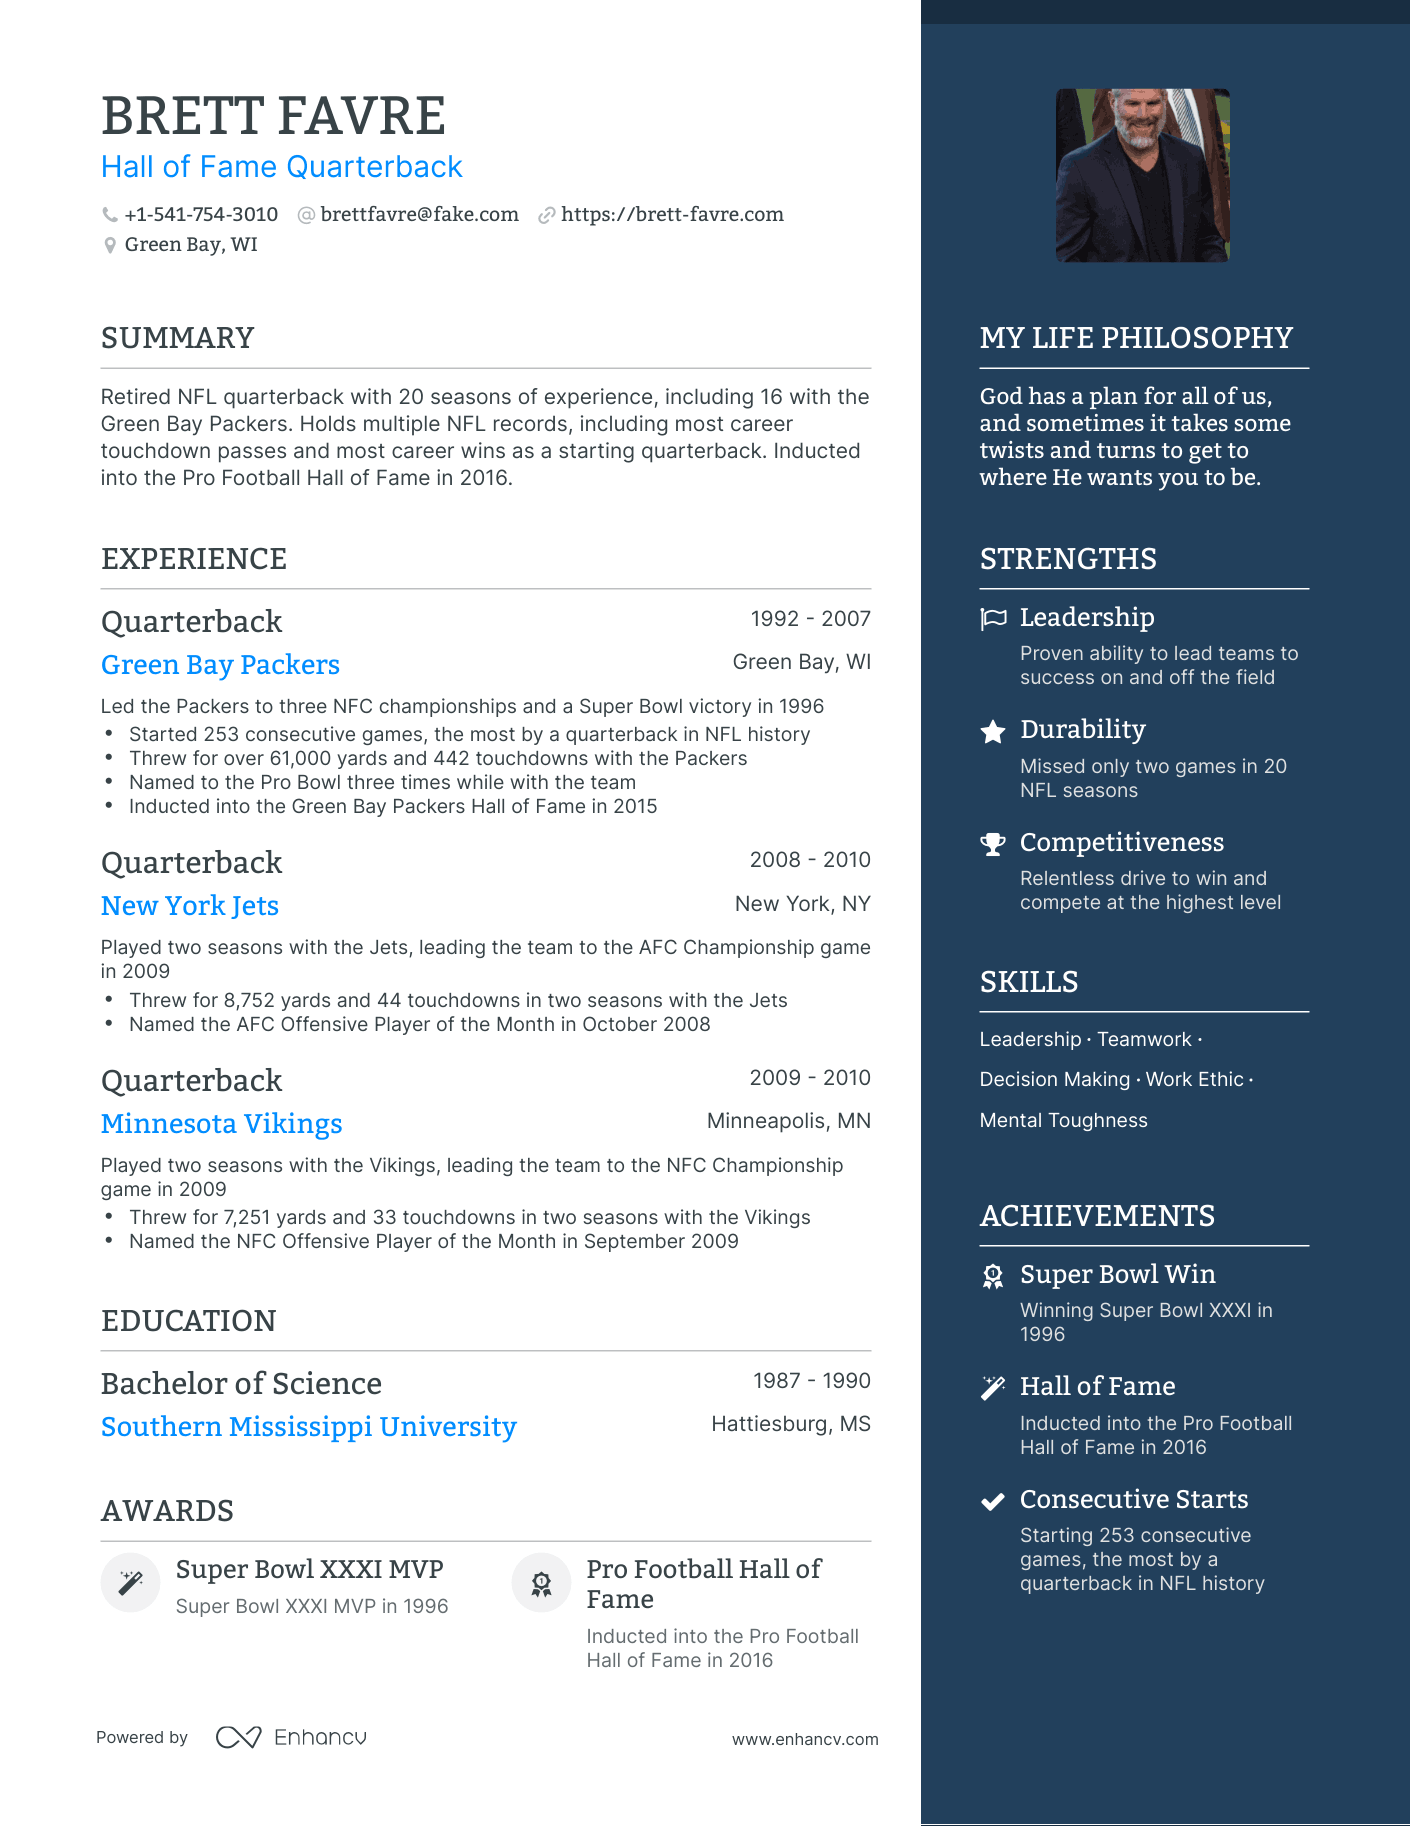 BRETT FAVRE
Hall of Fame Quarterback
+1-541-754-3010 brettfavre@fake.com https://brett-favre.com
Green Bay, WI
SUMMARY
Retired NFL quarterback with 20 seasons of experience, including 16 with the
Green Bay Packers. Holds multiple NFL records, including most career
touchdown passes and most career wins as a starting quarterback. Inducted
into the Pro Football Hall of Fame in 2016.
EXPERIENCE
Quarterback 1992 - 2007
Green Bay Packers Green Bay, WI
Led the Packers to three NFC championships and a Super Bowl victory in 1996
• Started 253 consecutive games, the most by a quarterback in NFL history
• Threw for over 61,000 yards and 442 touchdowns with the Packers
• Named to the Pro Bowl three times while with the team
• Inducted into the Green Bay Packers Hall of Fame in 2015
Quarterback 2008 - 2010
New York Jets New York, NY
Played two seasons with the Jets, leading the team to the AFC Championship game
in 2009
• Threw for 8,752 yards and 44 touchdowns in two seasons with the Jets
• Named the AFC Offensive Player of the Month in October 2008
Quarterback 2009 - 2010
Minnesota Vikings Minneapolis, MN
Played two seasons with the Vikings, leading the team to the NFC Championship
game in 2009
• Threw for 7,251 yards and 33 touchdowns in two seasons with the Vikings
• Named the NFC Offensive Player of the Month in September 2009
EDUCATION
Bachelor of Science 1987 - 1990
Southern Mississippi University Hattiesburg, MS
AWARDS
Super Bowl XXXI MVP
Super Bowl XXXI MVP in 1996
Pro Football Hall of
Fame
Inducted into the Pro Football
Hall of Fame in 2016
Powered by Enhancv www.enhancv.com
MY LIFE PHILOSOPHY
God has a plan for all of us,
and sometimes it takes some
twists and turns to get to
where He wants you to be.
STRENGTHS
Leadership
Proven ability to lead teams to
success on and off the field
Durability
Missed only two games in 20
NFL seasons
Competitiveness
Relentless drive to win and
compete at the highest level
SKILLS
Leadership · Teamwork ·
Decision Making · Work Ethic ·
Mental Toughness
ACHIEVEMENTS
Super Bowl Win
Winning Super Bowl XXXI in
1996
Hall of Fame
Inducted into the Pro Football
Hall of Fame in 2016
Consecutive Starts
Starting 253 consecutive
games, the most by a
quarterback in NFL history